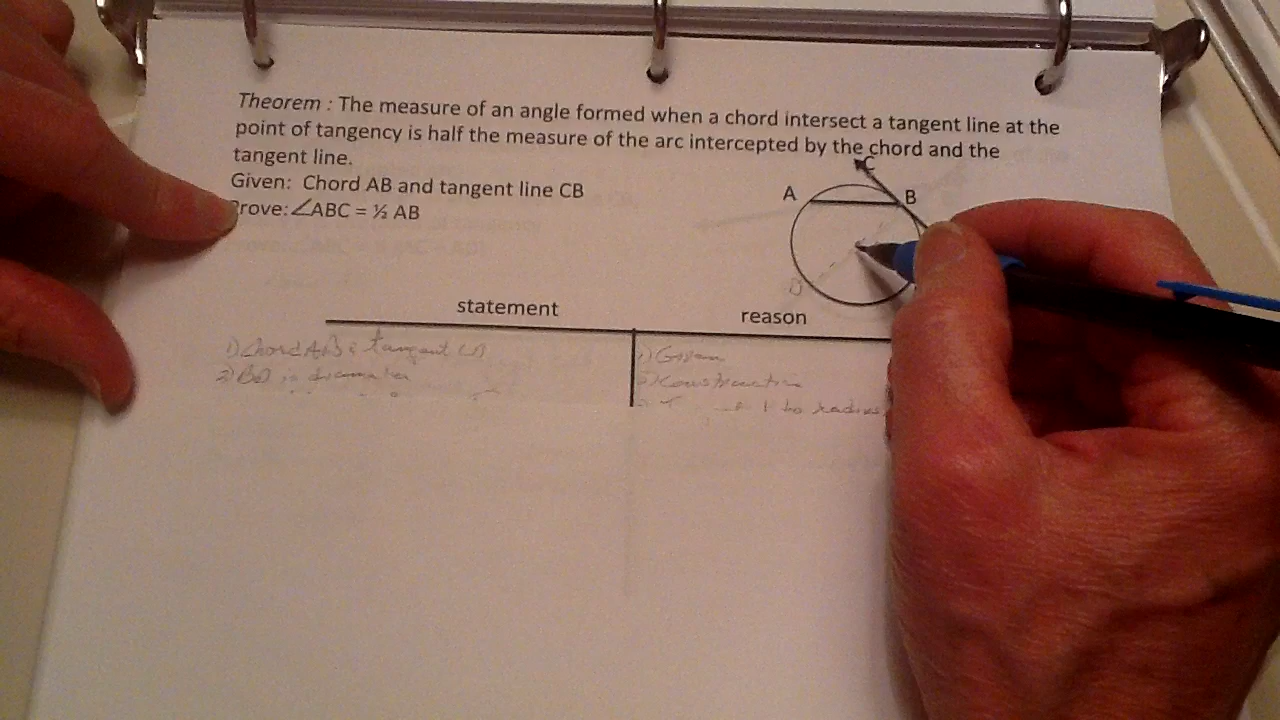 Theorem : The measure of an angle formed when a chord intersect a tangent line at the
point of tangency is half the measure of the arc intercepted by the chord and the
tangent line.
Given: Chord AB and tangent line CB
Prove: ∠ABC = ½ AB
C
A
B
D
statement
reason
1) Chord AB & tangent CB
1) Given
2) BD is diameter
2) Construction
⊥ to radius